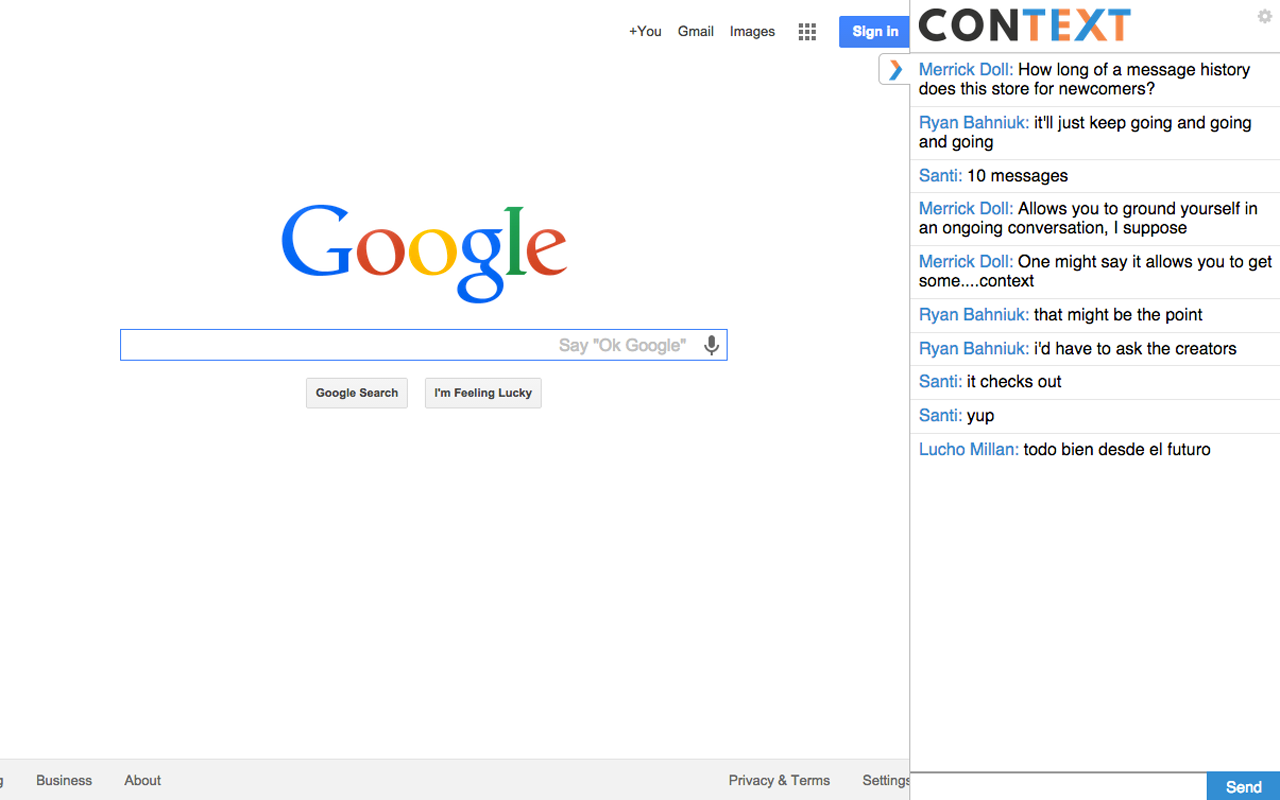 +You Gmail Images Sign in
Google
Say "Ok Google"
Google Search I'm Feeling Lucky
Business About Privacy & Terms Settings
CONTEXT
Merrick Doll: How long of a message history
does this store for newcomers?
Ryan Bahniuk: it'll just keep going and going
and going
Santi: 10 messages
Merrick Doll: Allows you to ground yourself in
an ongoing conversation, I suppose
Merrick Doll: One might say it allows you to get
some....context
Ryan Bahniuk: that might be the point
Ryan Bahniuk: i'd have to ask the creators
Santi: it checks out
Santi: yup
Lucho Millan: todo bien desde el futuro
Send